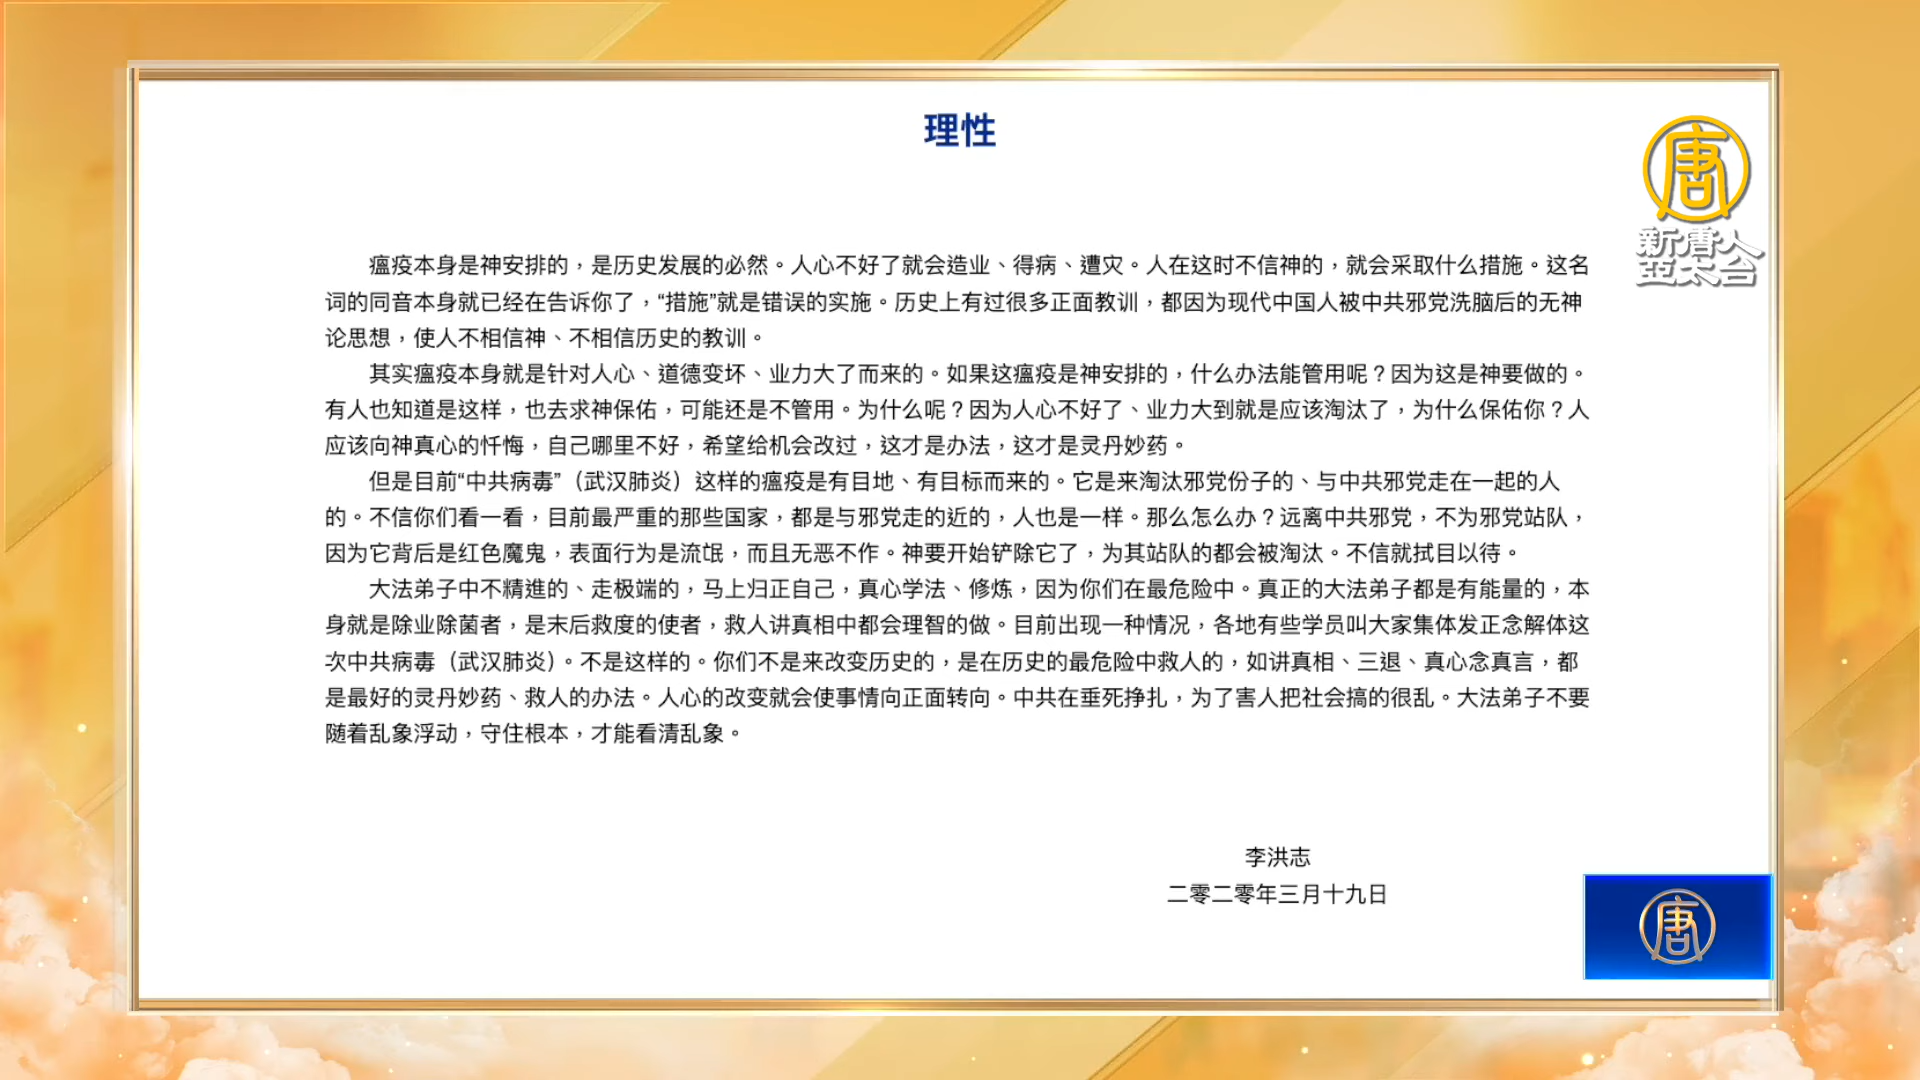 理性
唐
新唐人
亞太台
瘟疫本身是神安排的，是历史发展的必然。人心不好了就会造业、得病、遭灾。人在这时不信神的，就会采取什么措施。这名
词的同音本身就已经在告诉你了，“措施”就是错误的实施。历史上有过很多正面教训，都因为现代中国人被中共邪党洗脑后的无神
论思想，使人不相信神、不相信历史的教训。
其实瘟疫本身就是针对人心、道德变坏、业力大了而来的。如果这瘟疫是神安排的，什么办法能管用呢？因为这是神要做的。
有人也知道是这样，也去求神保佑，可能还是不管用。为什么呢？因为人心不好了、业力大到就是应该淘汰了，为什么保佑你？人
应该向神真心的忏悔，自己哪里不好，希望给机会改过，这才是办法，这才是灵丹妙药。
但是目前“中共病毒”（武汉肺炎）这样的瘟疫是有目地、有目标而来的。它是来淘汰邪党份子的、与中共邪党走在一起的人
的。不信你们看一看，目前最严重的那些国家，都是与邪党走的近的，人也是一样。那么怎么办？远离中共邪党，不为邪党站队，
因为它背后是红色魔鬼，表面行为是流氓，而且无恶不作。神要开始铲除它了，为其站队的都会被淘汰。不信就拭目以待。
大法弟子中不精進的、走极端的，马上归正自己，真心学法、修炼，因为你们在最危险中。真正的大法弟子都是有能量的，本
身就是除业除菌者，是末后救度的使者，救人讲真相中都会理智的做。目前出现一种情况，各地有些学员叫大家集体发正念解体这
次中共病毒（武汉肺炎）。不是这样的。你们不是来改变历史的，是在历史的最危险中救人的，如讲真相、三退、真心念真言，都
是最好的灵丹妙药、救人的办法。人心的改变就会使事情向正面转向。中共在垂死挣扎，为了害人把社会搞的很乱。大法弟子不要
随着乱象浮动，守住根本，才能看清乱象。
李洪志
二零二零年三月十九日
唐